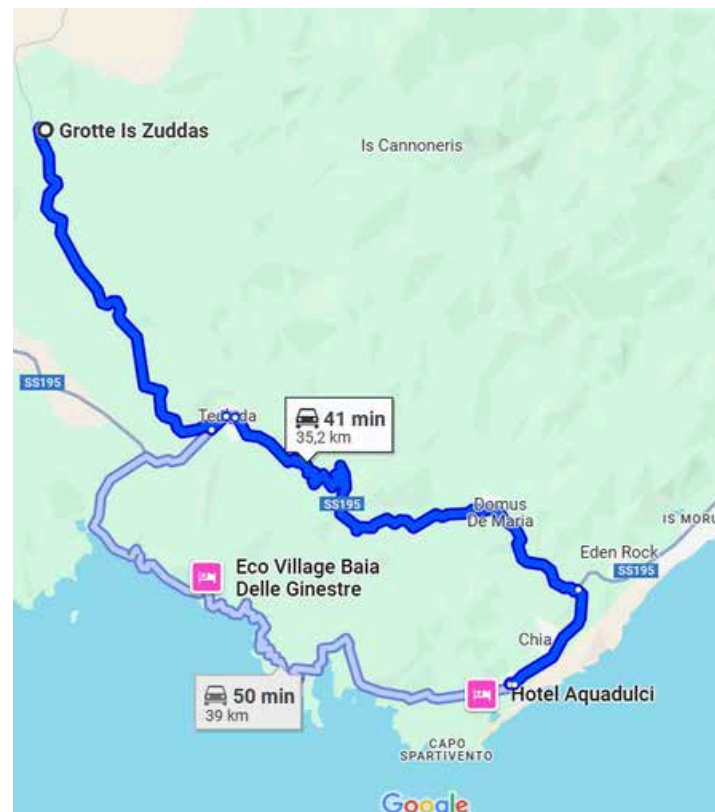 Grotte Is Zuddas
Is Cannoneris
SS195
Teulada
41 min
35,2 km
SS195
Domus
De Maria
IS MORU
Eden Rock
SS195
Eco Village Baia
Delle Ginestre
Chia
50 min
39 km
Hotel Aquadulci
CAPO
SPARTIVENTO
Google